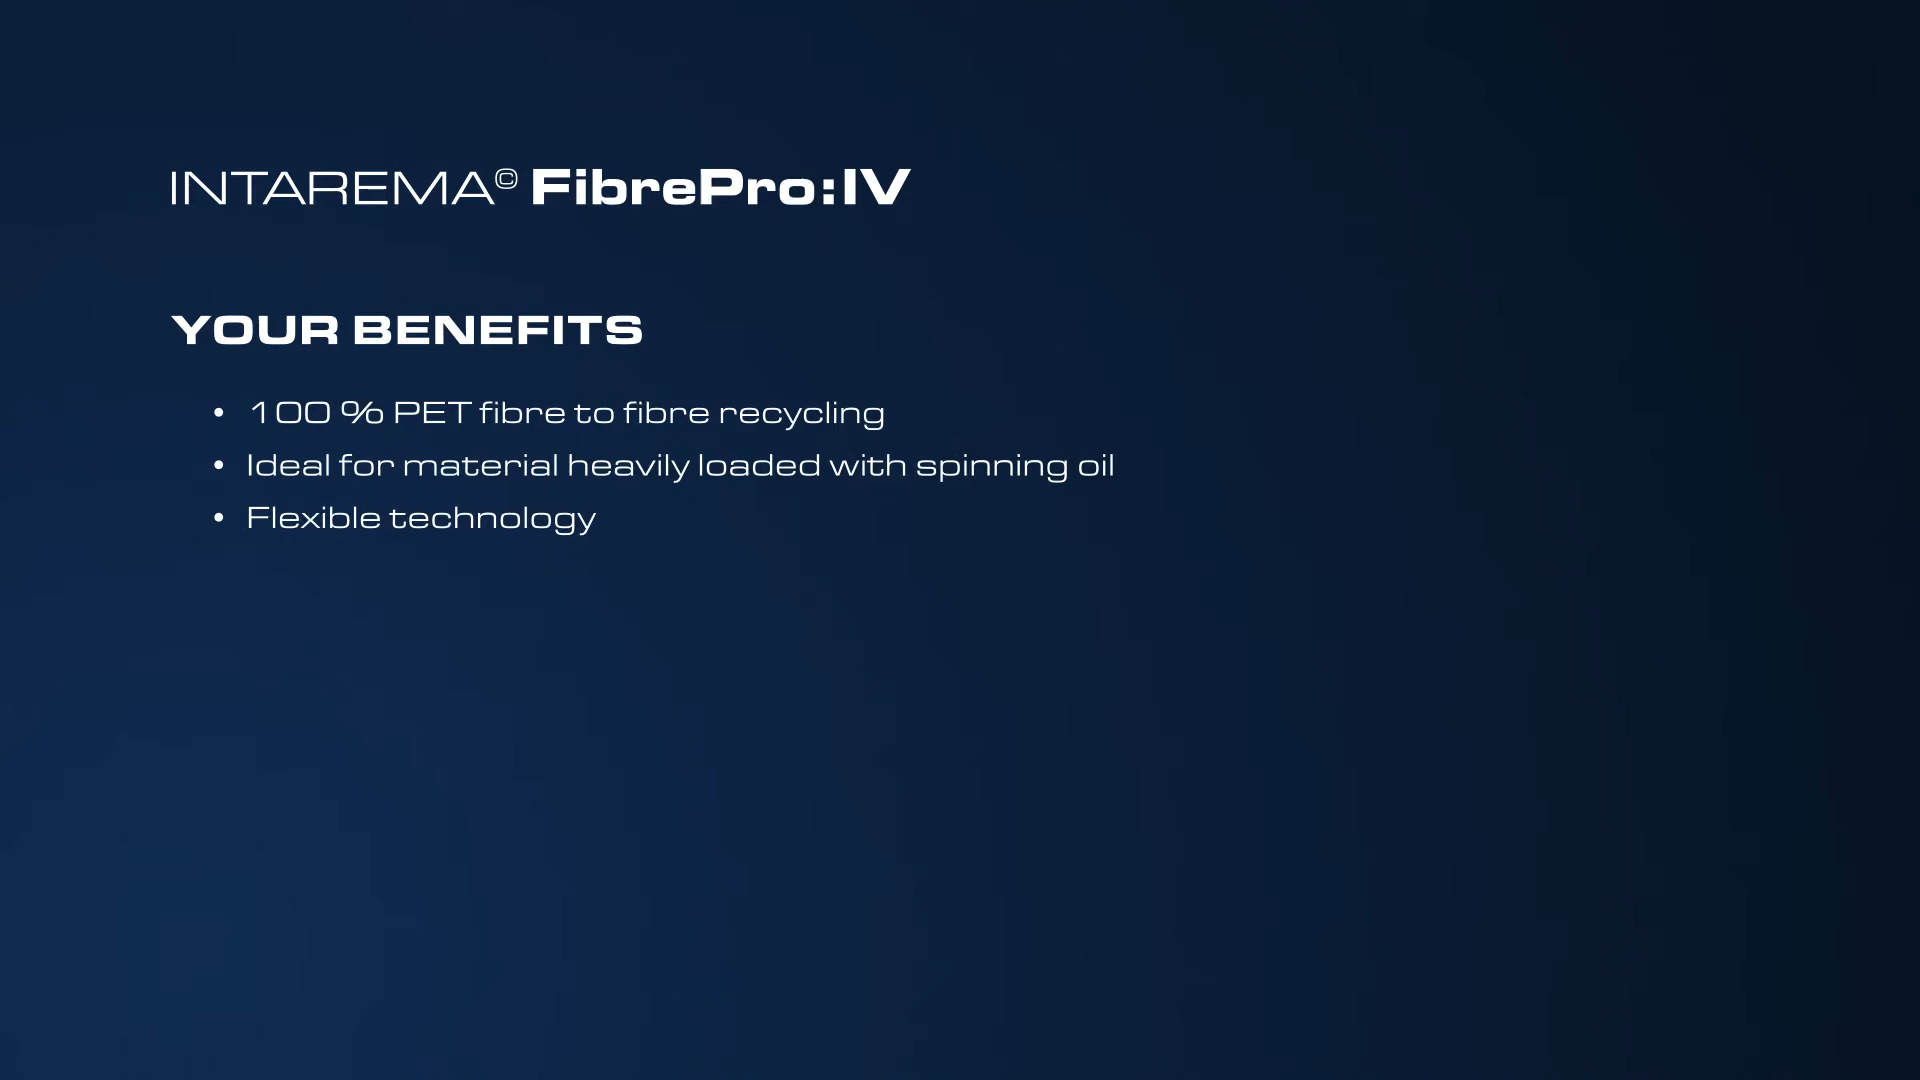 INTAREMA© FibrePro:IV
YOUR BENEFITS
• 100 % PET fibre to fibre recycling
• Ideal for material heavily loaded with spinning oil
• Flexible technology